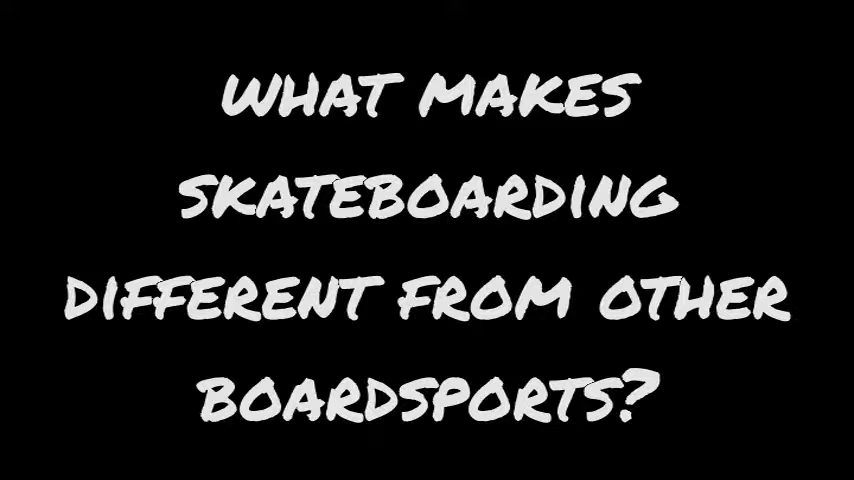 WHAT MAKES
SKATEBOARDING
DIFFERENT FROM OTHER
BOARDSPORTS?